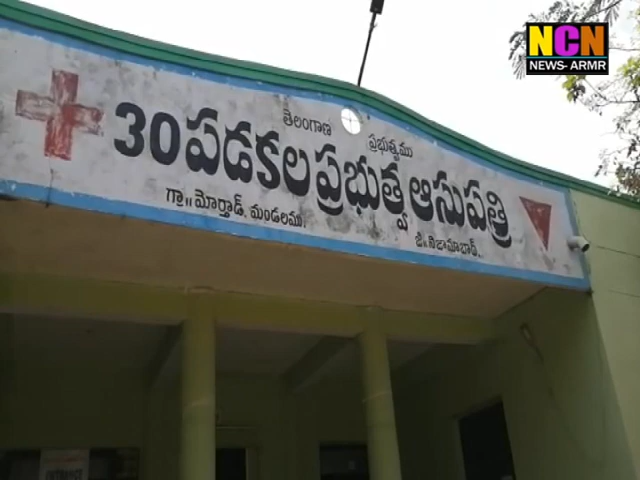 NCN
NEWS-ARMR
తెలంగాణ ప్రభుత్వము
30 పడకల ప్రభుత్వ ఆసుపత్రి
గ్రా॥ మోర్తాడ్, మండలము, జి॥ నిజామాబాద్..